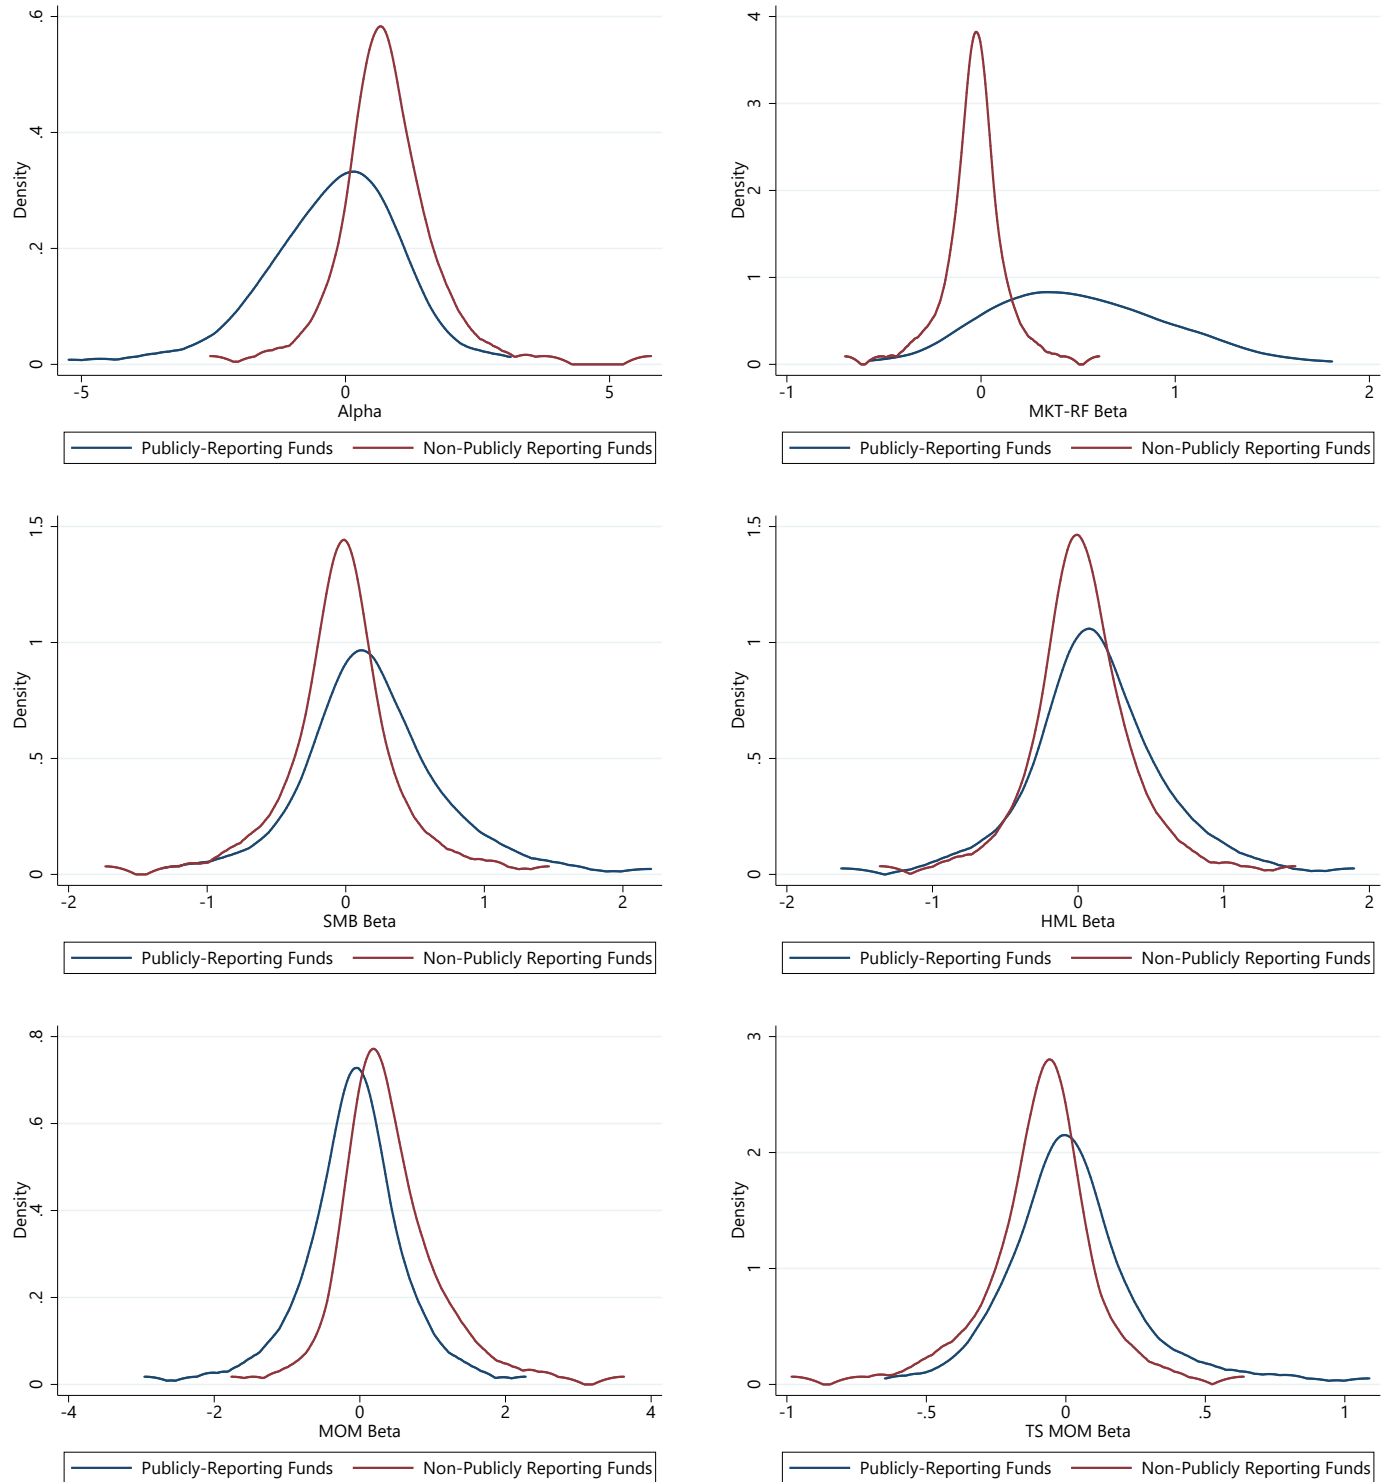 Density
.6
.4
.2
0
-5 0 5
Alpha
Publicly-Reporting Funds Non-Publicly Reporting Funds
Density
4
3
2
1
0
-1 0 1 2
MKT-RF Beta
Publicly-Reporting Funds Non-Publicly Reporting Funds
Density
1.5
1
.5
0
-2 -1 0 1 2
SMB Beta
Publicly-Reporting Funds Non-Publicly Reporting Funds
Density
1.5
1
.5
0
-2 -1 0 1 2
HML Beta
Publicly-Reporting Funds Non-Publicly Reporting Funds
Density
.8
.6
.4
.2
0
-4 -2 0 2 4
MOM Beta
Publicly-Reporting Funds Non-Publicly Reporting Funds
Density
3
2
1
0
-1 -.5 0 .5 1
TS MOM Beta
Publicly-Reporting Funds Non-Publicly Reporting Funds